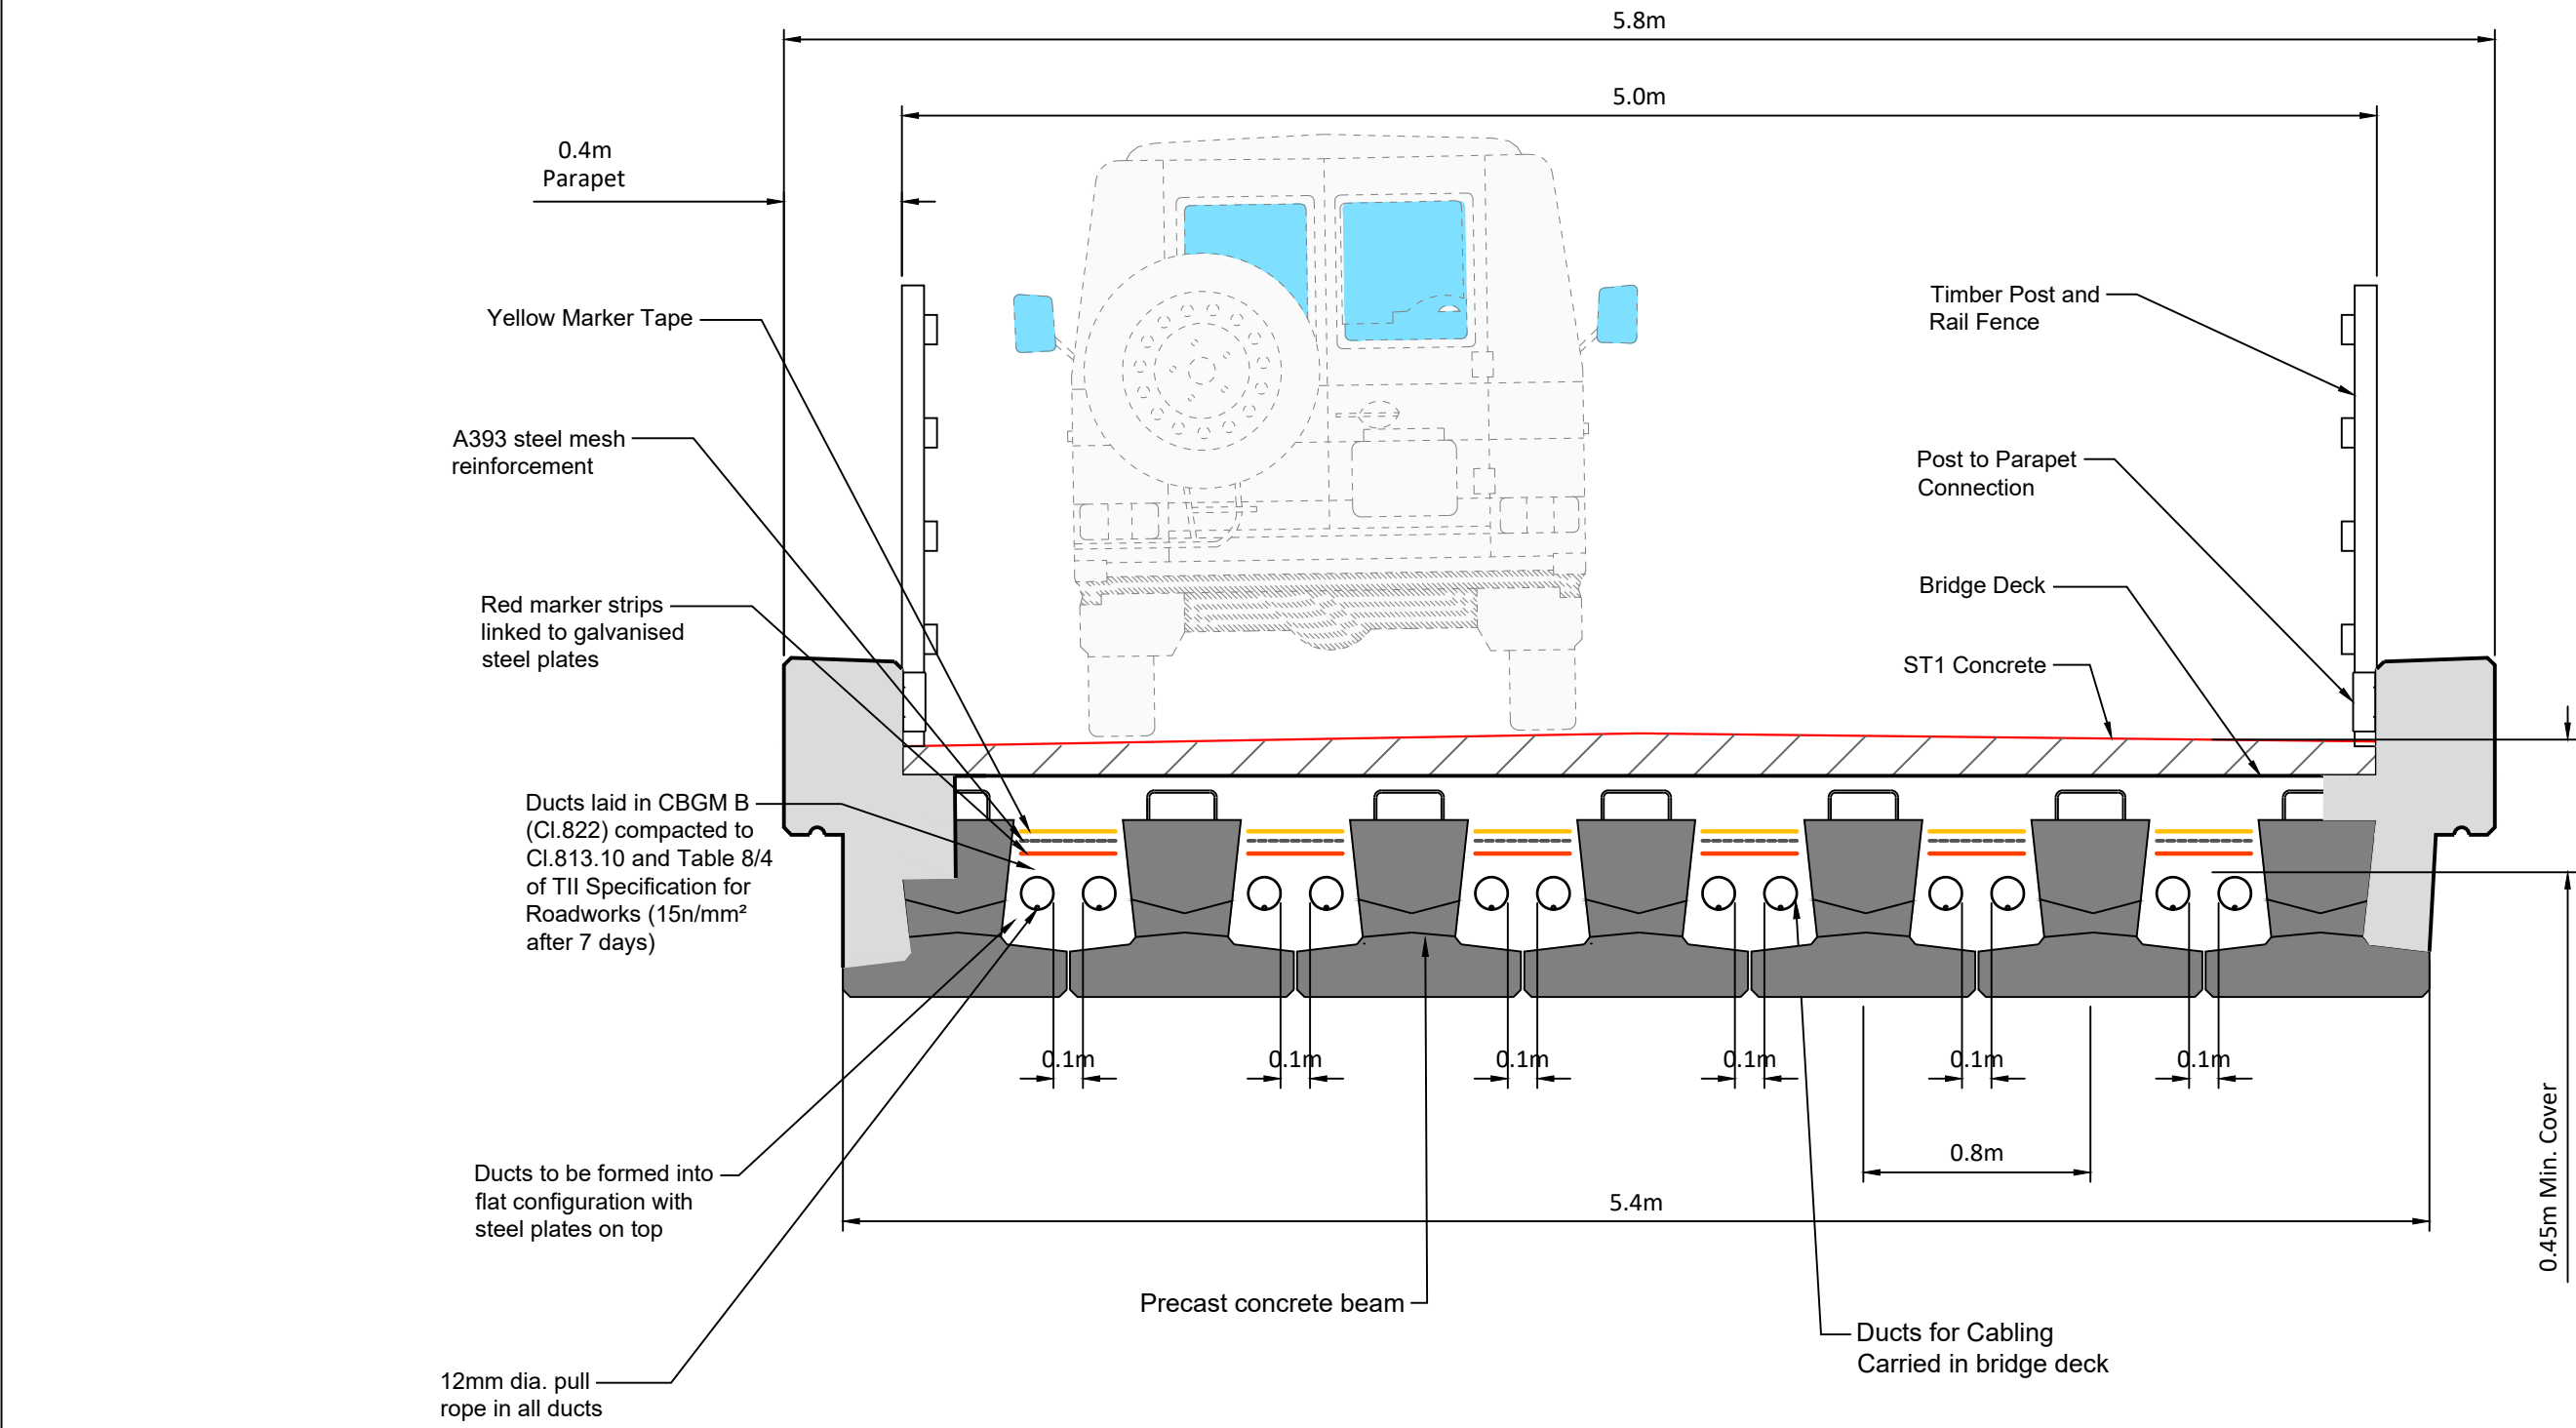 5.8m
5.0m
0.4m
Parapet
Yellow Marker Tape
A393 steel mesh
reinforcement
Red marker strips
linked to galvanised
steel plates
Ducts laid in CBGM B
(Cl.822) compacted to
Cl.813.10 and Table 8/4
of TII Specification for
Roadworks (15n/mm²
after 7 days)
Ducts to be formed into
flat configuration with
steel plates on top
12mm dia. pull
rope in all ducts
Timber Post and
Rail Fence
Post to Parapet
Connection
Bridge Deck
ST1 Concrete
0.1m
0.1m
0.1m
0.1m
0.1m
0.1m
0.8m
5.4m
0.45m Min. Cover
Precast concrete beam
Ducts for Cabling
Carried in bridge deck